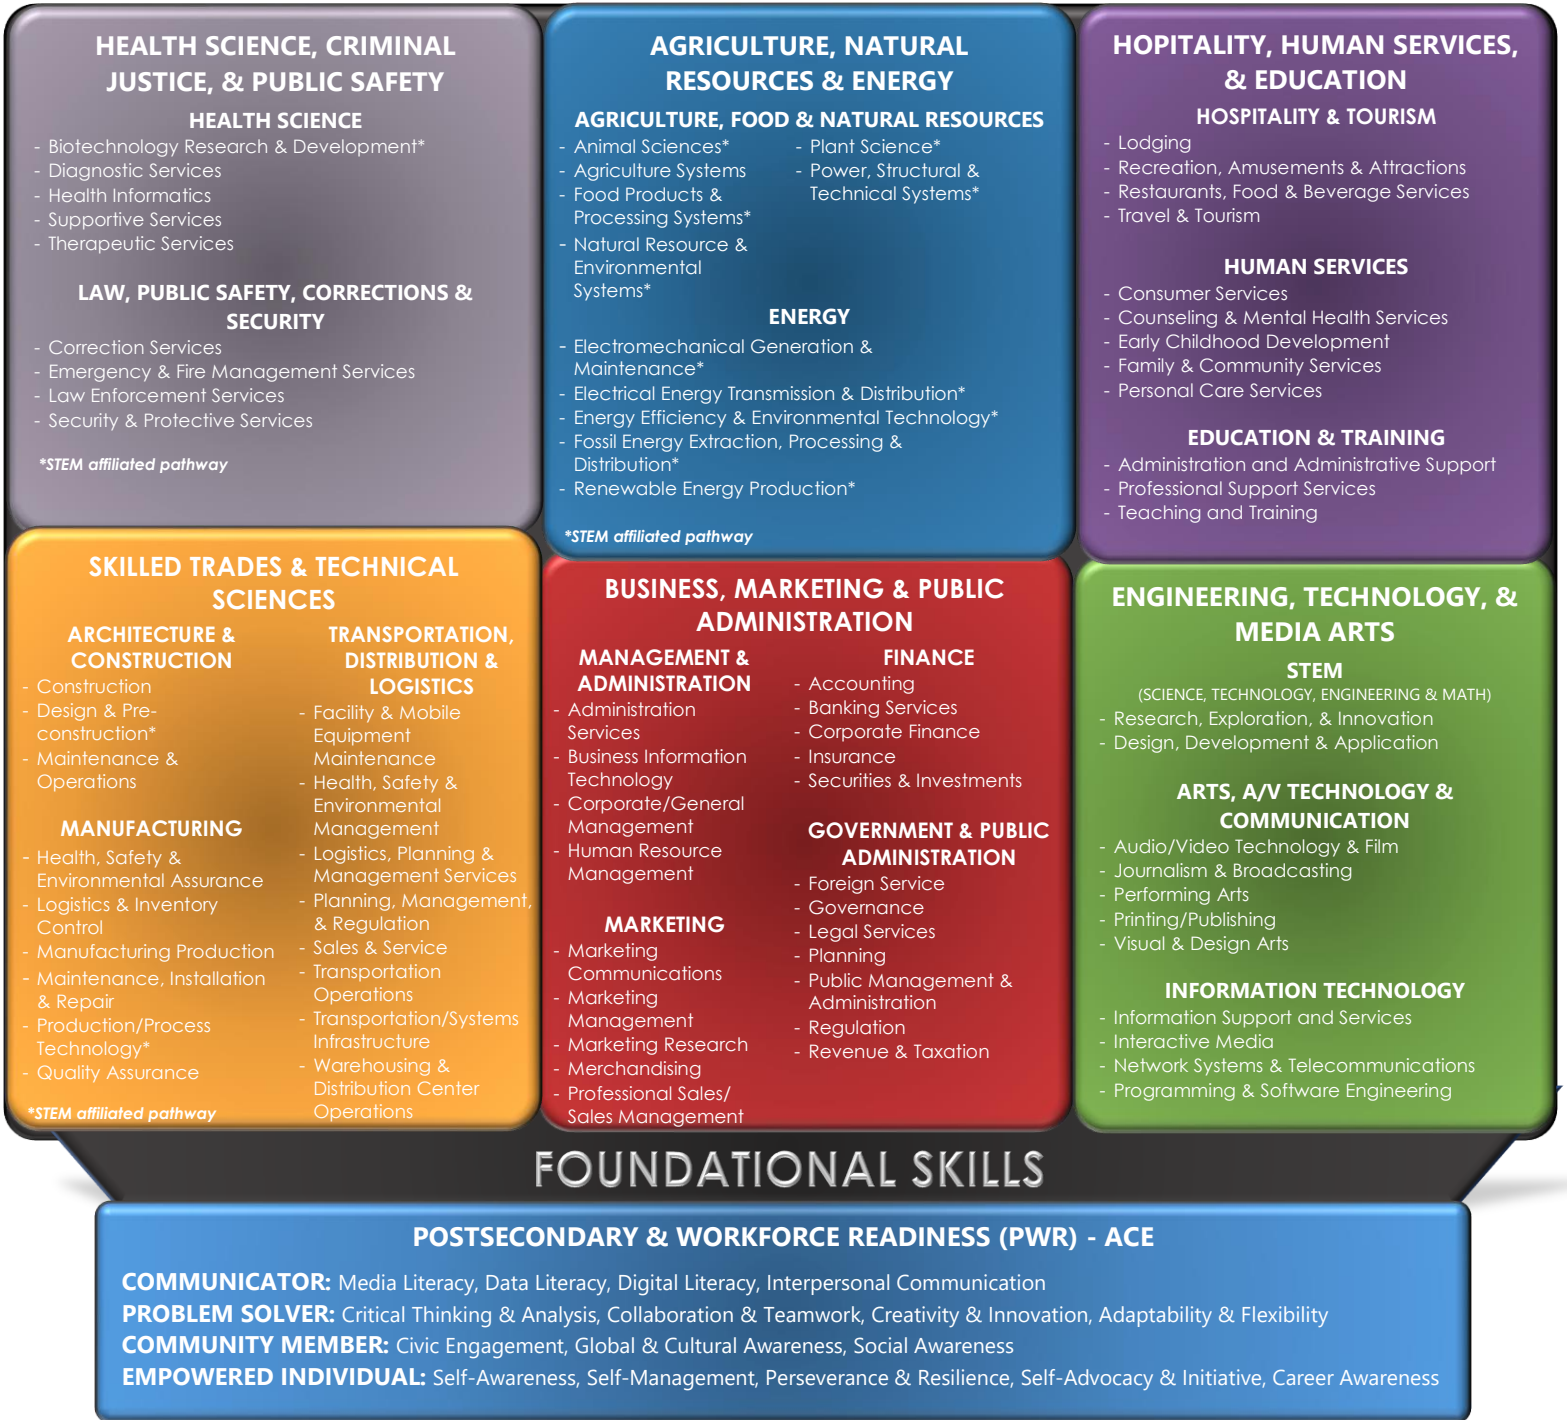 HEALTH SCIENCE, CRIMINAL
JUSTICE, & PUBLIC SAFETY
HEALTH SCIENCE
- Biotechnology Research & Development*
- Diagnostic Services
- Health Informatics
- Supportive Services
- Therapeutic Services
LAW, PUBLIC SAFETY, CORRECTIONS &
SECURITY
- Correction Services
- Emergency & Fire Management Services
- Law Enforcement Services
- Security & Protective Services
*STEM affiliated pathway
AGRICULTURE, NATURAL
RESOURCES & ENERGY
AGRICULTURE, FOOD & NATURAL RESOURCES
- Animal Sciences*
- Agriculture Systems
- Food Products &
Processing Systems*
- Natural Resource &
Environmental
Systems*
- Plant Science*
- Power, Structural &
Technical Systems*
ENERGY
- Electromechanical Generation &
Maintenance*
- Electrical Energy Transmission & Distribution*
- Energy Efficiency & Environmental Technology*
- Fossil Energy Extraction, Processing &
Distribution*
- Renewable Energy Production*
*STEM affiliated pathway
HOPITALITY, HUMAN SERVICES,
& EDUCATION
HOSPITALITY & TOURISM
- Lodging
- Recreation, Amusements & Attractions
- Restaurants, Food & Beverage Services
- Travel & Tourism
HUMAN SERVICES
- Consumer Services
- Counseling & Mental Health Services
- Early Childhood Development
- Family & Community Services
- Personal Care Services
EDUCATION & TRAINING
- Administration and Administrative Support
- Professional Support Services
- Teaching and Training
SKILLED TRADES & TECHNICAL
SCIENCES
ARCHITECTURE &
CONSTRUCTION
- Construction
- Design & Pre-
construction*
- Maintenance &
Operations
MANUFACTURING
- Health, Safety &
Environmental Assurance
- Logistics & Inventory
Control
- Manufacturing Production
- Maintenance, Installation
& Repair
- Production/Process
Technology*
- Quality Assurance
*STEM affiliated pathway
TRANSPORTATION,
DISTRIBUTION &
LOGISTICS
- Facility & Mobile
Equipment
Maintenance
- Health, Safety &
Environmental
Management
- Logistics, Planning &
Management Services
- Planning, Management,
& Regulation
- Sales & Service
- Transportation
Operations
- Transportation/Systems
Infrastructure
- Warehousing &
Distribution Center
Operations
BUSINESS, MARKETING & PUBLIC
ADMINISTRATION
MANAGEMENT &
ADMINISTRATION
- Administration
Services
- Business Information
Technology
- Corporate/General
Management
- Human Resource
Management
MARKETING
- Marketing
Communications
- Marketing
Management
- Marketing Research
- Merchandising
- Professional Sales/
Sales Management
FINANCE
- Accounting
- Banking Services
- Corporate Finance
- Insurance
- Securities & Investments
GOVERNMENT & PUBLIC
ADMINISTRATION
- Foreign Service
- Governance
- Legal Services
- Planning
- Public Management &
Administration
- Regulation
- Revenue & Taxation
ENGINEERING, TECHNOLOGY, &
MEDIA ARTS
STEM
(SCIENCE, TECHNOLOGY, ENGINEERING & MATH)
- Research, Exploration, & Innovation
- Design, Development & Application
ARTS, A/V TECHNOLOGY &
COMMUNICATION
- Audio/Video Technology & Film
- Journalism & Broadcasting
- Performing Arts
- Printing/Publishing
- Visual & Design Arts
INFORMATION TECHNOLOGY
- Information Support and Services
- Interactive Media
- Network Systems & Telecommunications
- Programming & Software Engineering
FOUNDATIONAL SKILLS
POSTSECONDARY & WORKFORCE READINESS (PWR) - ACE
COMMUNICATOR: Media Literacy, Data Literacy, Digital Literacy, Interpersonal Communication
PROBLEM SOLVER: Critical Thinking & Analysis, Collaboration & Teamwork, Creativity & Innovation, Adaptability & Flexibility
COMMUNITY MEMBER: Civic Engagement, Global & Cultural Awareness, Social Awareness
EMPOWERED INDIVIDUAL: Self-Awareness, Self-Management, Perseverance & Resilience, Self-Advocacy & Initiative, Career Awareness